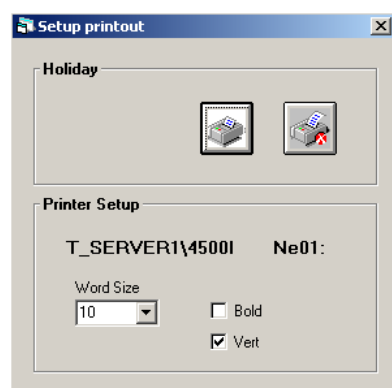 Setup printout
Holiday
Printer Setup
T_SERVER1\4500I Ne01:
Word Size
10
Bold
Vert